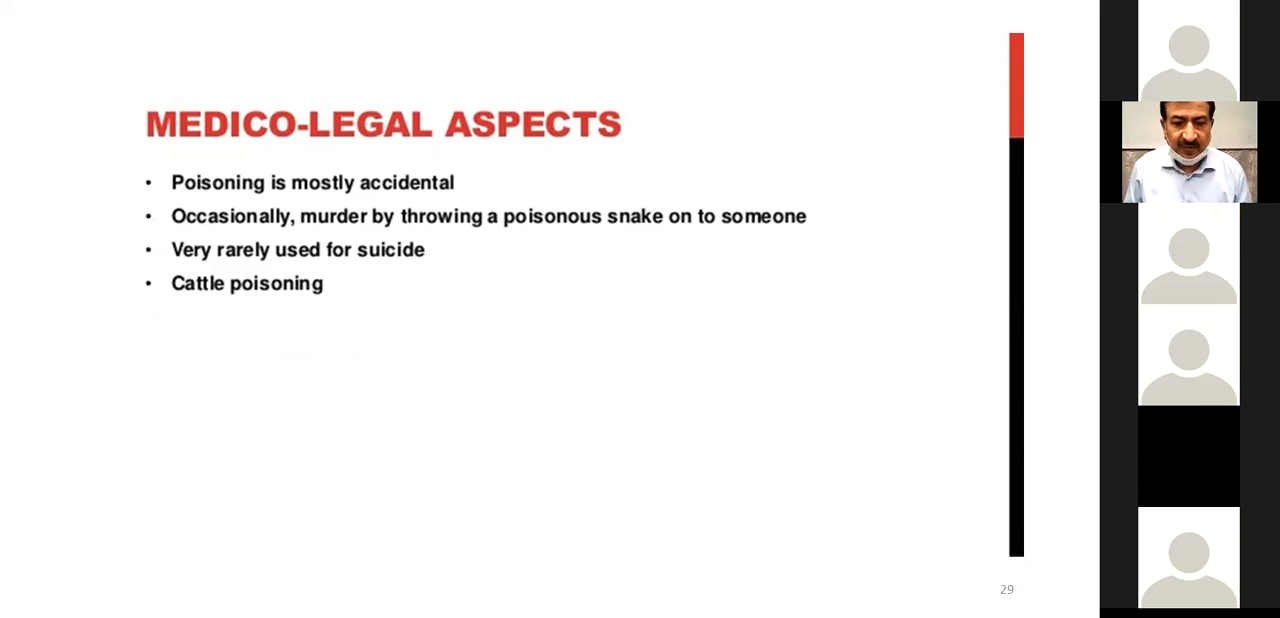 MEDICO-LEGAL ASPECTS
• Poisoning is mostly accidental
• Occasionally, murder by throwing a poisonous snake on to someone
• Very rarely used for suicide
• Cattle poisoning
29